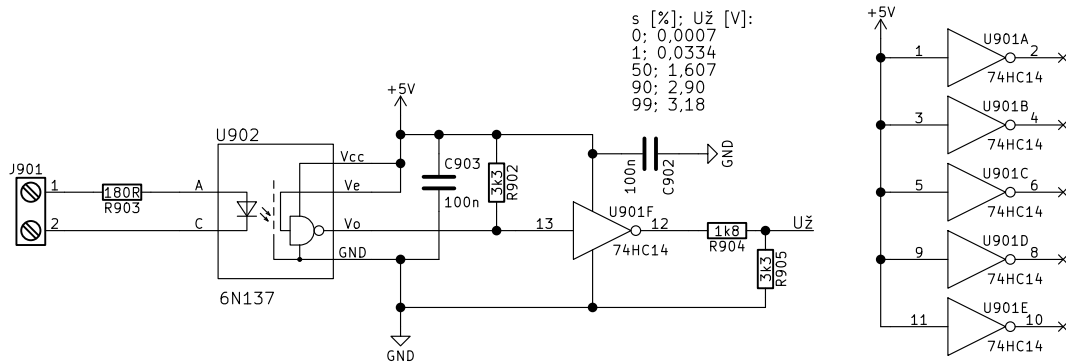 s [%]; Už [V]:
0; 0,0007
1; 0,0334
50; 1,607
90; 2,90
99; 3,18
+5V
U902
J901
1
180R
R903
A
2
C
Vcc
Ve
Vo
GND
6N137
C903
100n
3k3
R902
100n
C902
GND
13
U901F
12
74HC14
1k8
R904
Už
3k3
R905
GND
+5V
1
U901A
2
74HC14
3
U901B
4
74HC14
5
U901C
6
74HC14
9
U901D
8
74HC14
11
U901E
10
74HC14